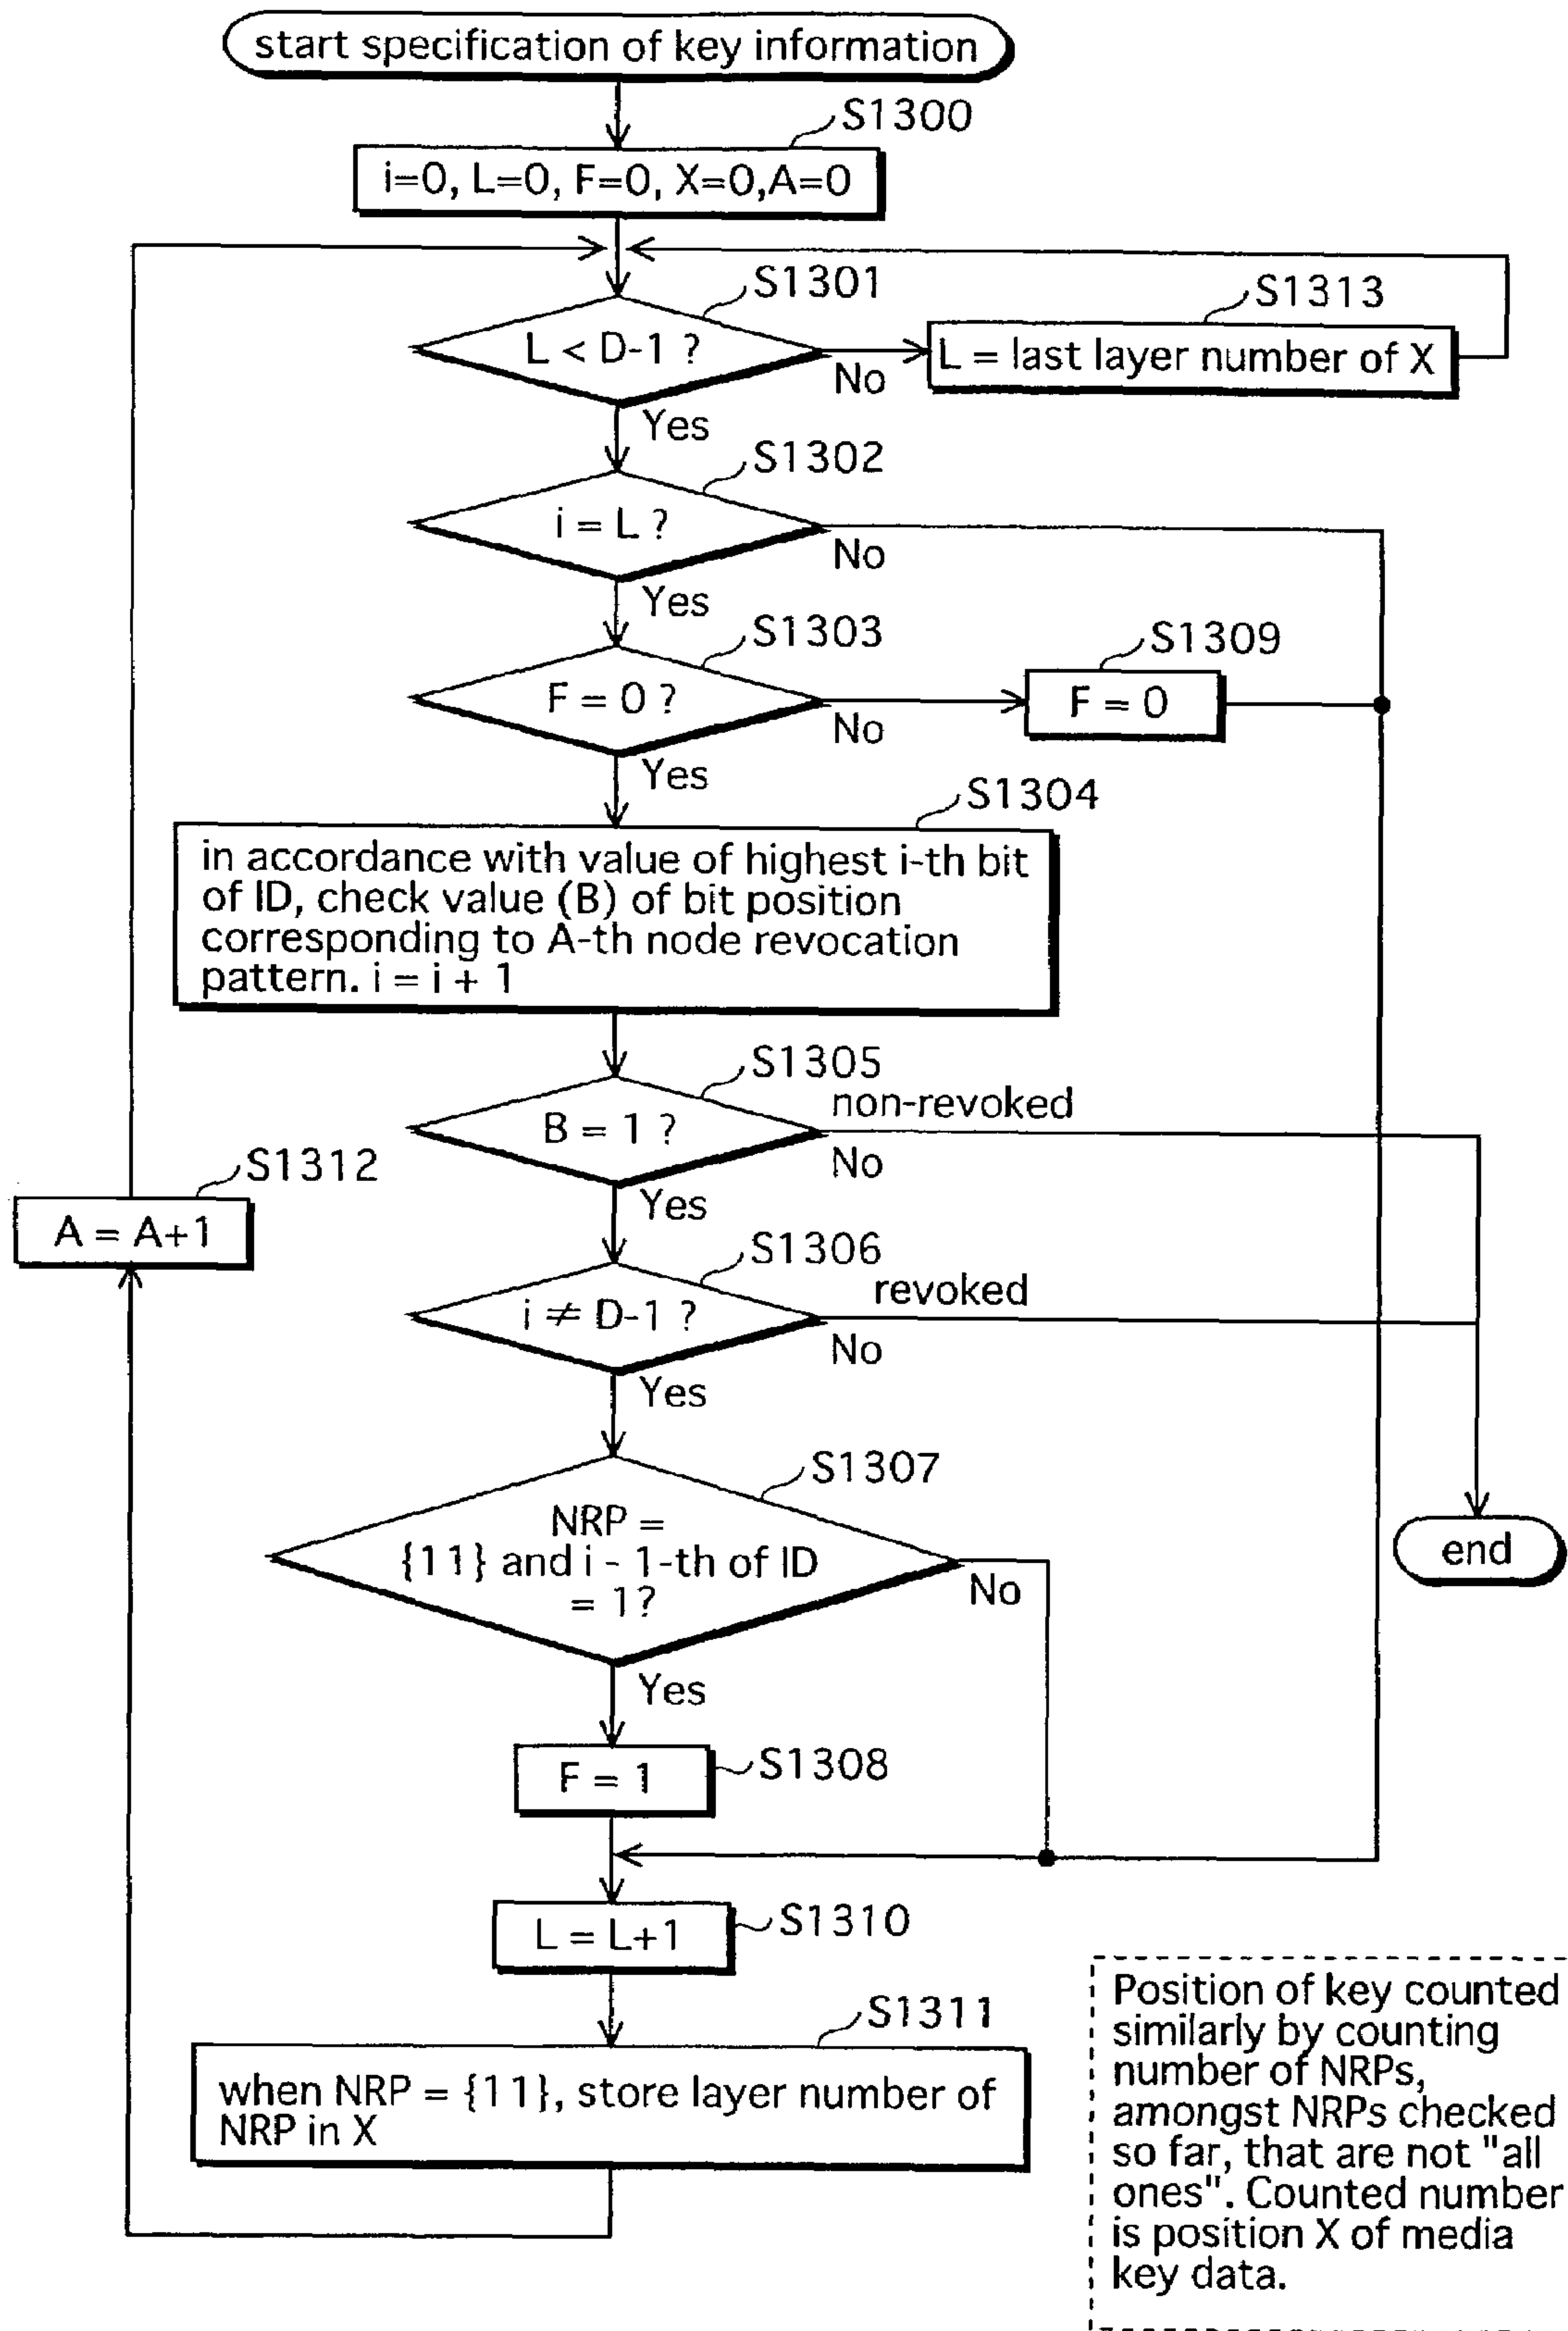 start specification of key information
S1300
i=0, L=0, F=0, X=0,A=0
S1301
L < D-1 ?
No
Yes
S1313
L = last layer number of X
S1302
i = L ?
No
Yes
S1303
F = 0 ?
No
Yes
S1309
F = 0
S1304
in accordance with value of highest i-th bit
of ID, check value (B) of bit position
corresponding to A-th node revocation
pattern. i = i + 1
S1305
B = 1 ?
non-revoked
No
Yes
S1312
A = A+1
S1306
i ≠ D-1 ?
revoked
No
Yes
S1307
NRP =
{11} and i - 1-th of ID
= 1?
No
Yes
end
S1308
F = 1
S1310
L = L+1
S1311
when NRP = {11}, store layer number of
NRP in X
Position of key counted
similarly by counting
number of NRPs,
amongst NRPs checked
so far, that are not "all
ones". Counted number
is position X of media
key data.